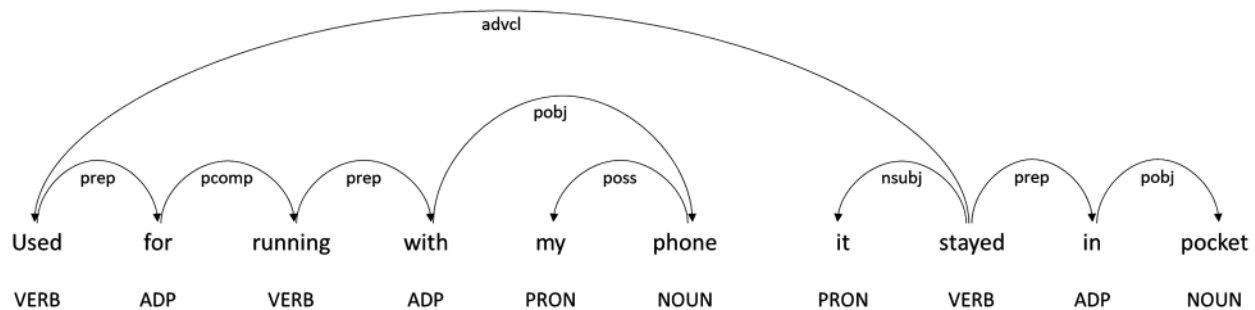 advcl
pobj
prep pcomp prep poss nsubj prep pobj
Used for running with my phone it stayed in pocket
VERB ADP VERB ADP PRON NOUN PRON VERB ADP NOUN